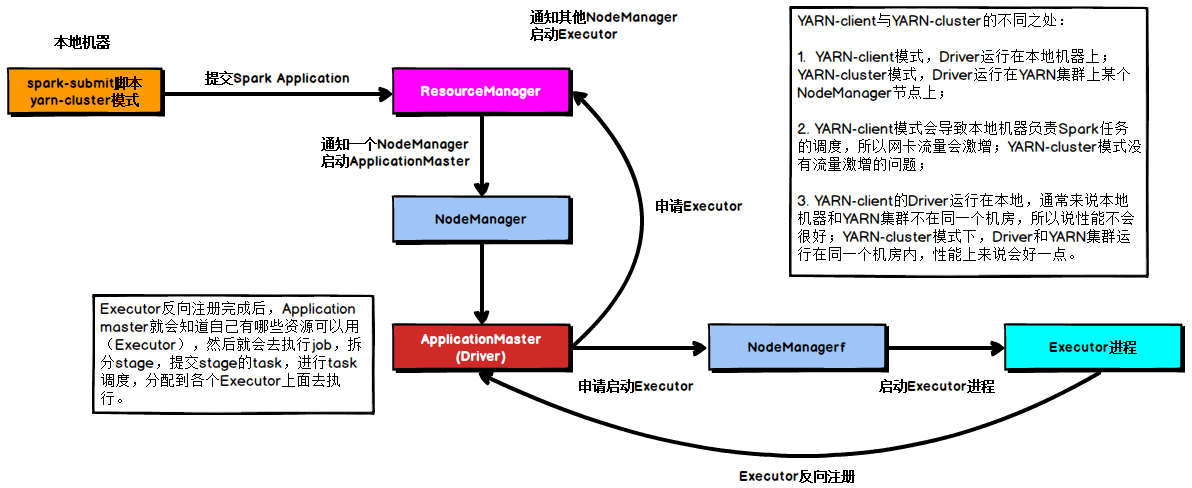 本地机器
spark-submit脚本
yarn-cluster模式
提交Spark Application
ResourceManager
通知其他NodeManager
启动Executor
通知一个NodeManager
启动ApplicationMaster
NodeManager
申请Executor
ApplicationMaster
(Driver)
申请启动Executor
NodeManagerf
启动Executor进程
Executor进程
Executor反向注册
Executor反向注册完成后，Application
master就会知道自己有哪些资源可以用
（Executor），然后就会去执行job，拆
分stage，提交stage的task，进行task
调度，分配到各个Executor上面去执
行。
YARN-client与YARN-cluster的不同之处：
1. YARN-client模式，Driver运行在本地机器上；
YARN-cluster模式，Driver运行在YARN集群上某个
NodeManager节点上；
2. YARN-client模式会导致本地机器负责Spark任务
的调度，所以网卡流量会激增；YARN-cluster模式没
有流量激增的问题；
3. YARN-client的Driver运行在本地，通常来说本地
机器和YARN集群不在同一个机房，所以说性能不会
很好；YARN-cluster模式下，Driver和YARN集群运
行在同一个机房内，性能上来说会好一点。